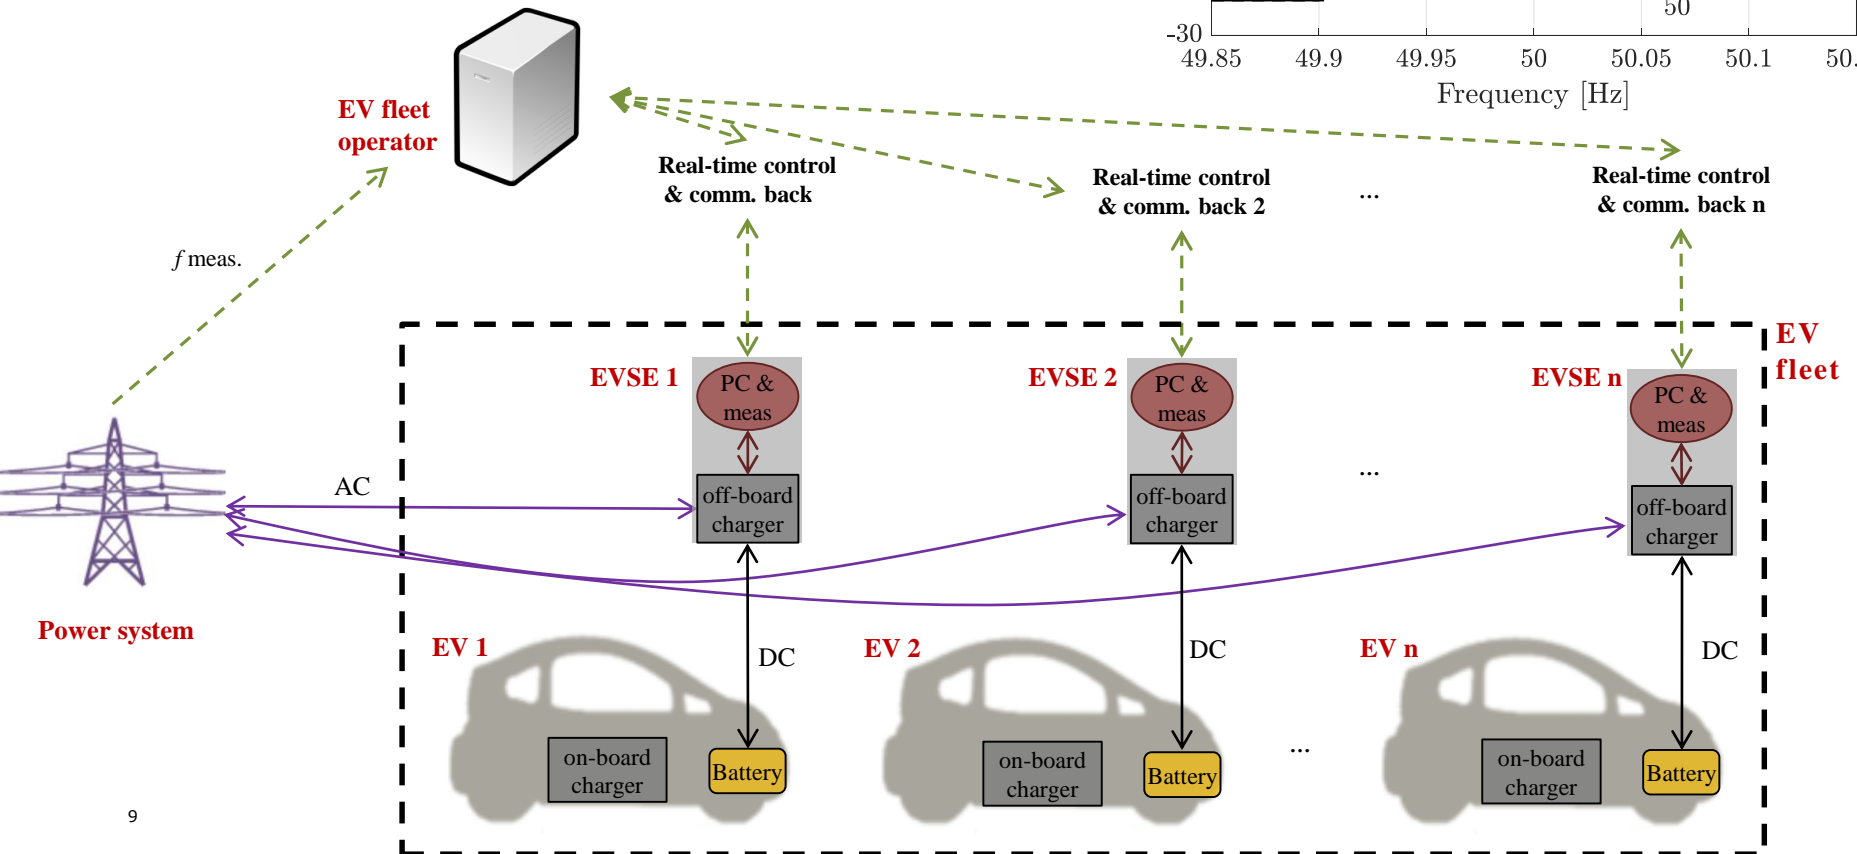 50
-30
49.85 49.9 49.95 50 50.05 50.1 50.
Frequency [Hz]
EV fleet
operator
Real-time control
& comm. back
Real-time control
& comm. back 2
...
Real-time control
& comm. back n
f meas.
EV
fleet
EVSE 1
PC &
meas
EVSE 2
PC &
meas
EVSE n
PC &
meas
...
AC
off-board
charger
off-board
charger
off-board
charger
Power system
EV 1
DC
EV 2
DC
EV n
DC
on-board
charger
Battery
on-board
charger
Battery
...
on-board
charger
Battery
9